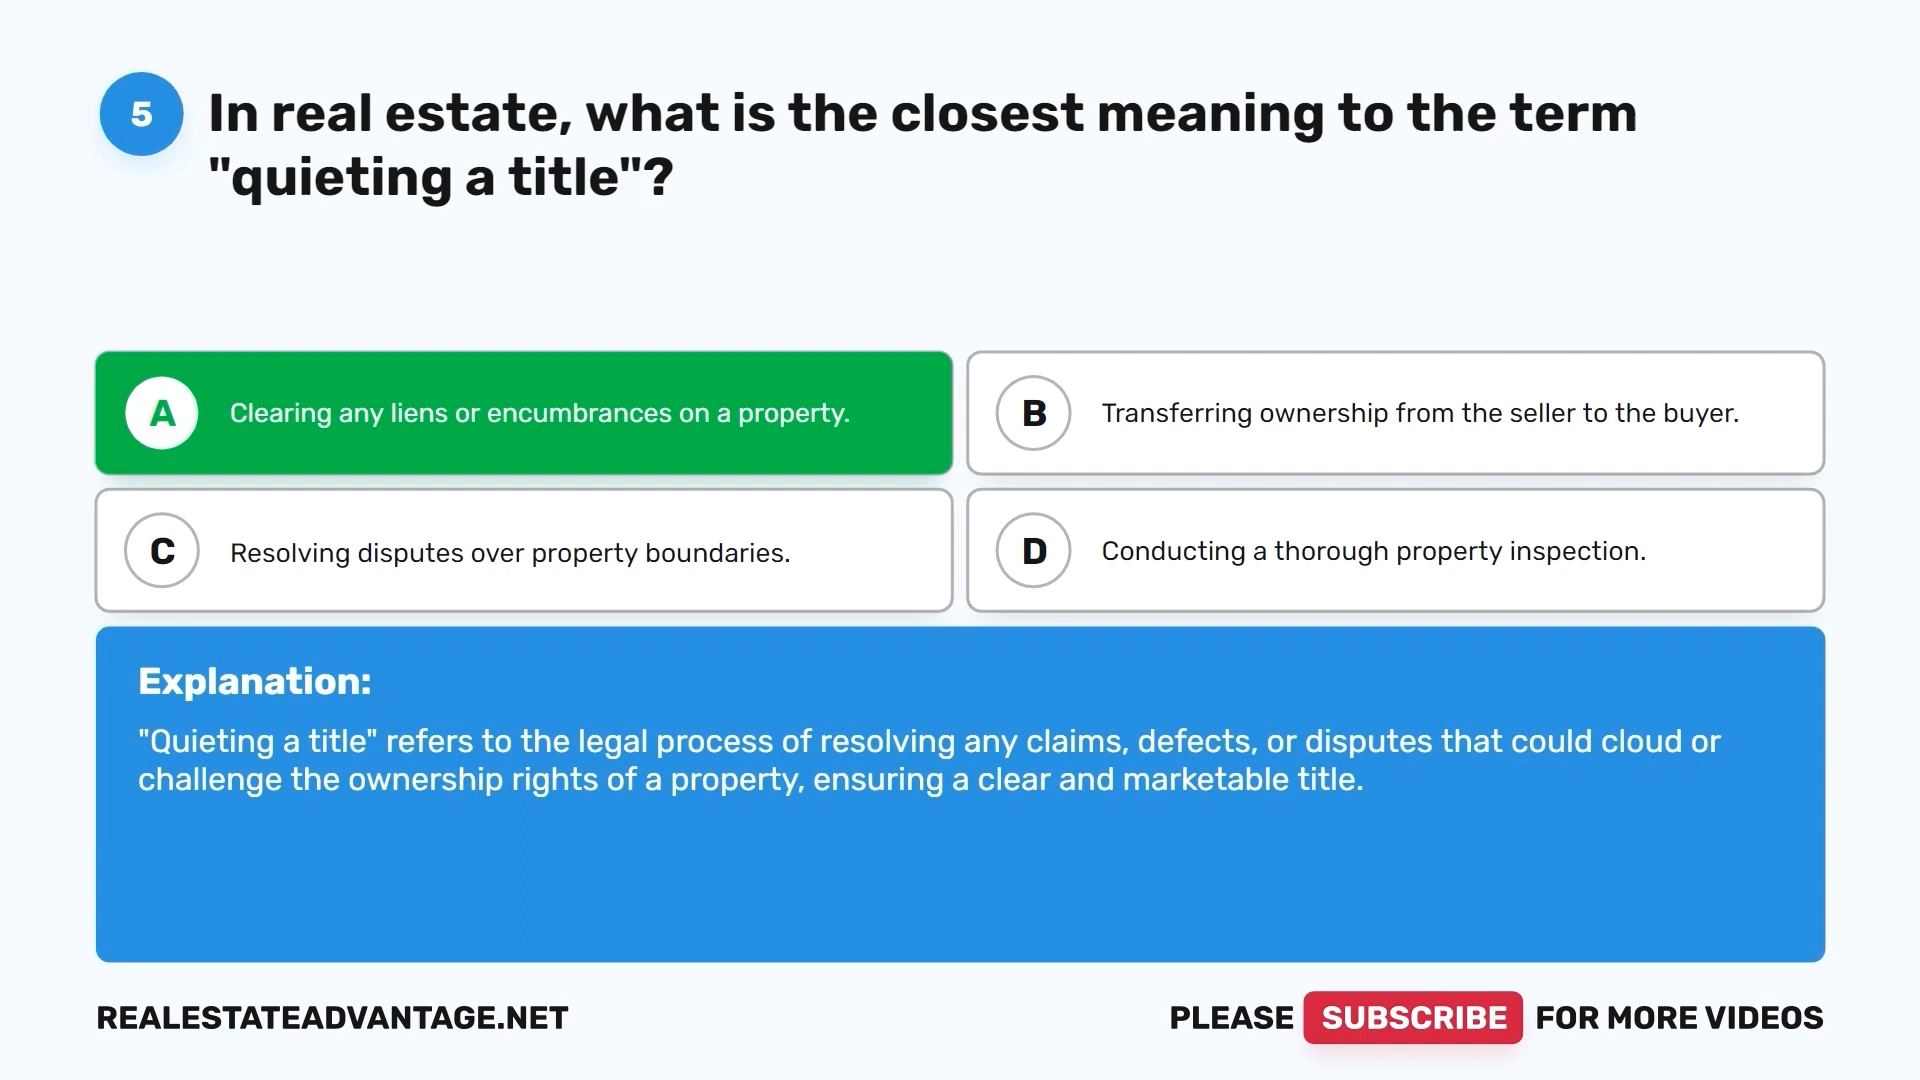 5
In real estate, what is the closest meaning to the term
"quieting a title"?
A
Clearing any liens or encumbrances on a property.
B
Transferring ownership from the seller to the buyer.
C
Resolving disputes over property boundaries.
D
Conducting a thorough property inspection.
Explanation:
"Quieting a title" refers to the legal process of resolving any claims, defects, or disputes that could cloud or
challenge the ownership rights of a property, ensuring a clear and marketable title.
REALESTATEADVANTAGE.NET
PLEASE SUBSCRIBE FOR MORE VIDEOS